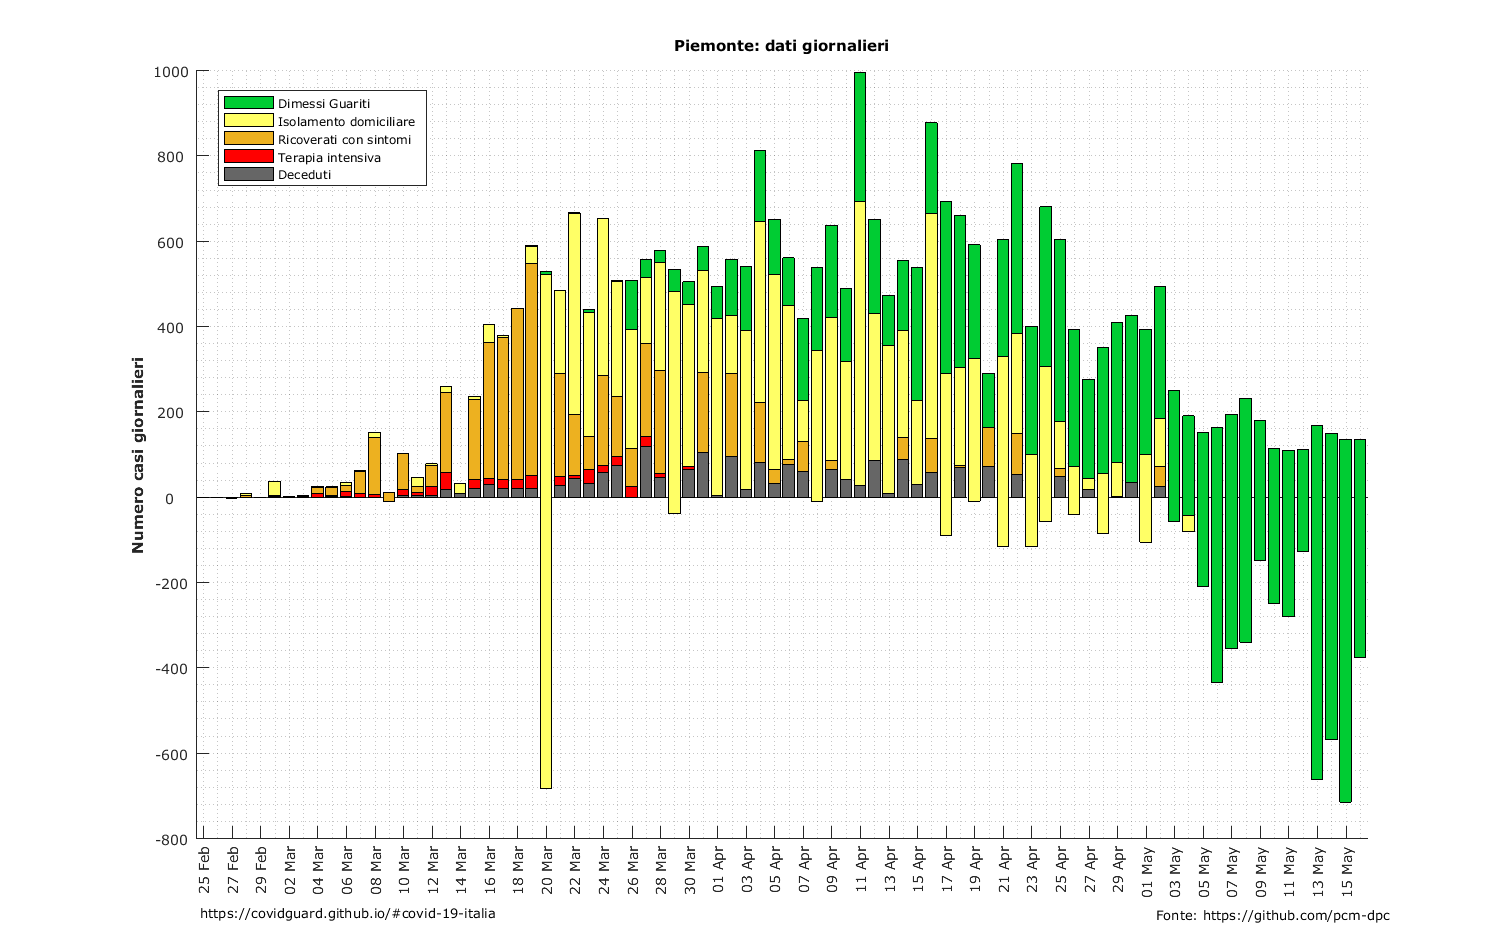 Piemonte: dati giornalieri
1000
800
600
400
200
0
-200
-400
-600
-800
Numero casi giornalieri
Dimessi Guariti
Isolamento domiciliare
Ricoverati con sintomi
Terapia intensiva
Deceduti
25 Feb
27 Feb
29 Feb
02 Mar
04 Mar
06 Mar
08 Mar
10 Mar
12 Mar
14 Mar
16 Mar
18 Mar
20 Mar
22 Mar
24 Mar
26 Mar
28 Mar
30 Mar
01 Apr
03 Apr
05 Apr
07 Apr
09 Apr
11 Apr
13 Apr
15 Apr
17 Apr
19 Apr
21 Apr
23 Apr
25 Apr
27 Apr
29 Apr
01 May
03 May
05 May
07 May
09 May
11 May
13 May
15 May
https://covidguard.github.io/#covid-19-italia
Fonte: https://github.com/pcm-dpc